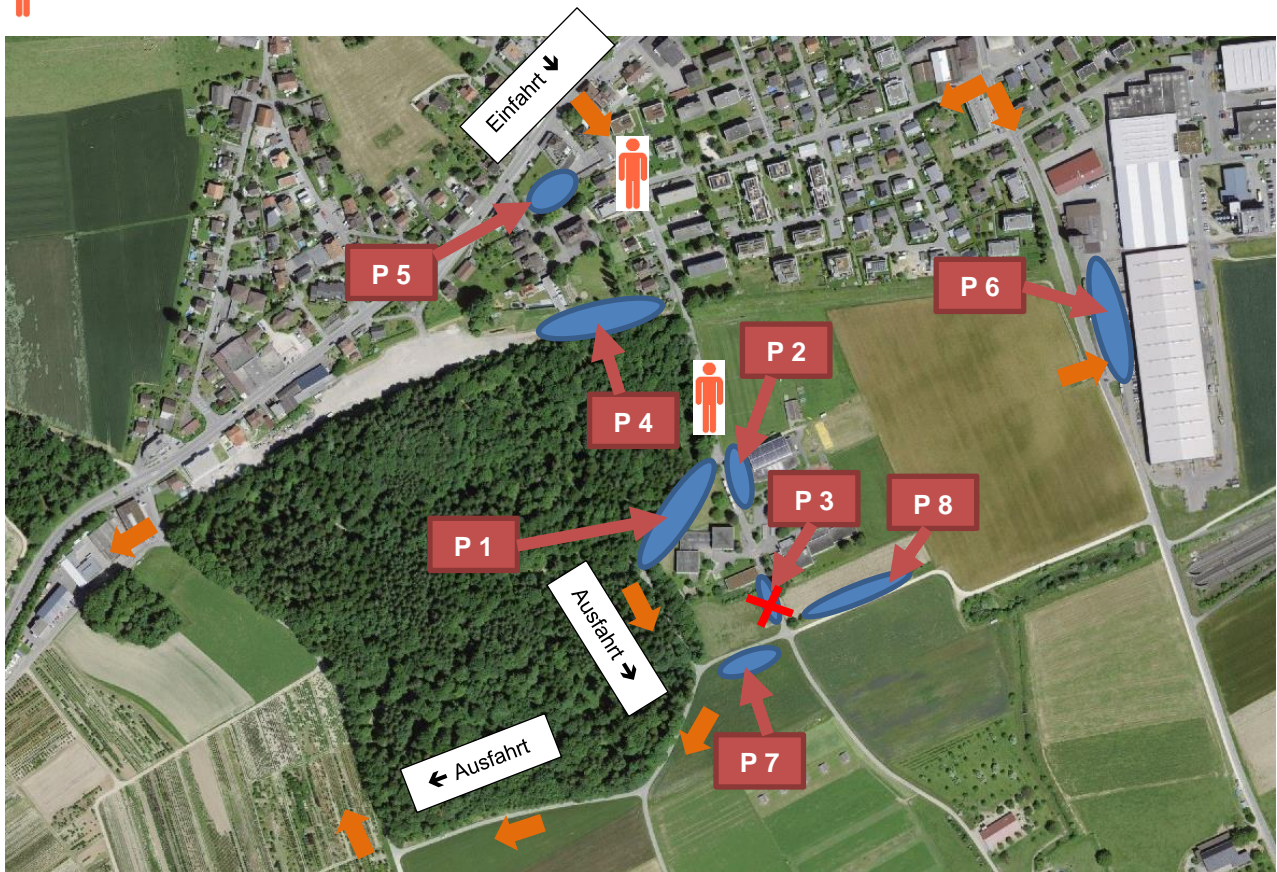 Einfahrt →
P 5
P 6
P 2
P 4
P 3
P 8
P 1
Ausfahrt →
← Ausfahrt
P 7